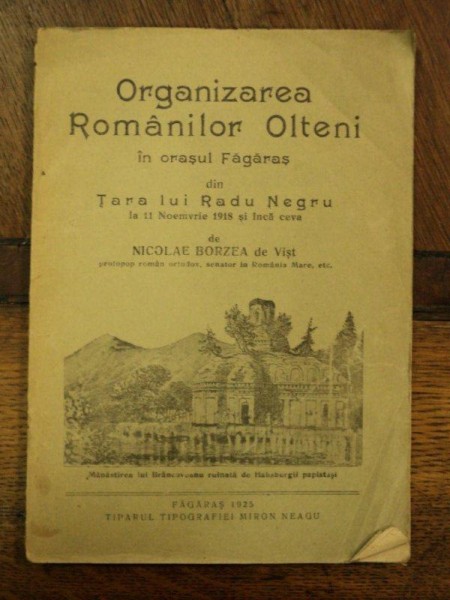 Organizarea
Românilor Olteni
în orașul Făgăraș
din
Țara lui Radu Negru
la 11 Noemvrie 1918 și încă ceva
de
NICOLAE BORZEA de Vișt
protopop român ortodox, senator în România Mare, etc.
Mânăstirea lui Brâncoveanu ruinată de Habsburgii papistași
FĂGĂRAȘ 1925
TIPARUL TIPOGRAFIEI MIRON NEAGU